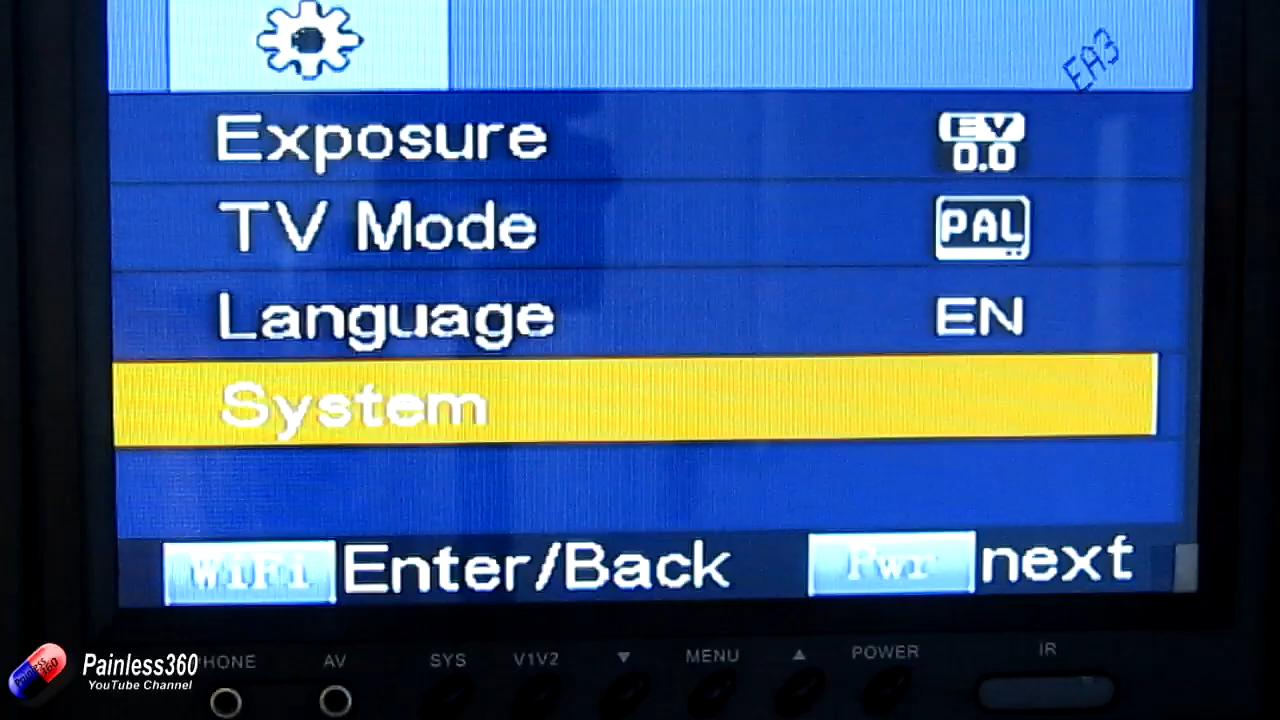 EA3
Exposure EV 0.0
TV Mode PAL
Language EN
System
WiFi Enter/Back Pwr next
PHONE AV SYS V1V2 ▼ MENU ▲ POWER IR
Painless360
Painless360
YouTube Channel